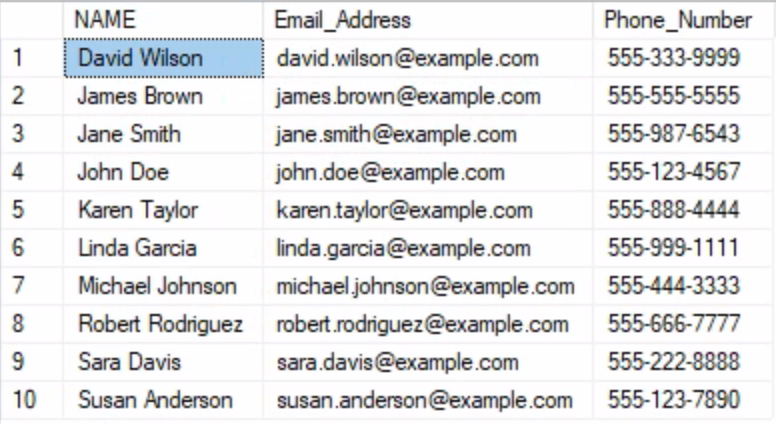 NAME Email_Address Phone_Number
1 David Wilson david.wilson@example.com 555-333-9999
2 James Brown james.brown@example.com 555-555-5555
3 Jane Smith jane.smith@example.com 555-987-6543
4 John Doe john.doe@example.com 555-123-4567
5 Karen Taylor karen.taylor@example.com 555-888-4444
6 Linda Garcia linda.garcia@example.com 555-999-1111
7 Michael Johnson michael.johnson@example.com 555-444-3333
8 Robert Rodriguez robert.rodriguez@example.com 555-666-7777
9 Sara Davis sara.davis@example.com 555-222-8888
10 Susan Anderson susan.anderson@example.com 555-123-7890